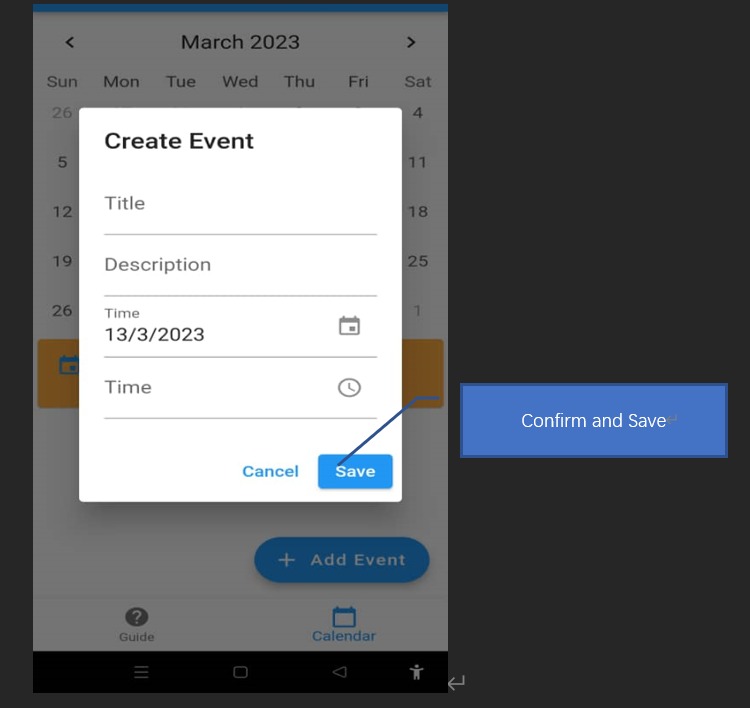 March 2023
Sun Mon Tue Wed Thu Fri Sat
26 4
Create Event
5 11
Title
12 18
Description
19 25
26 Time 1
13/3/2023
Time
Confirm and Save
Cancel Save
+ Add Event
Guide Calendar